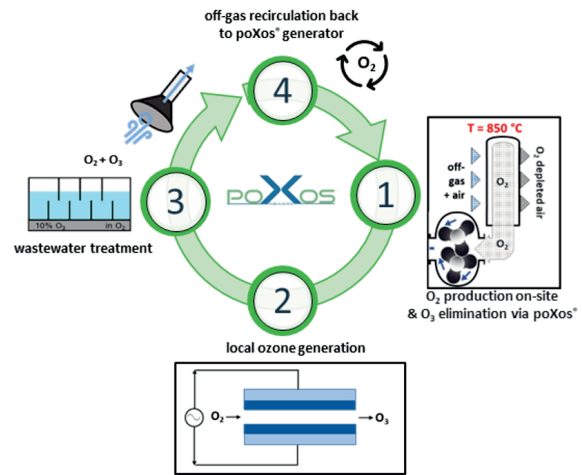 off-gas recirculation back
to poXos® generator
O₂
4
T = 850 °C
off-
gas
+ air
O₂
O₂ depleted air
O₂
O₂ + O₃
3
poXos
1
10% O₃ in O₂
wastewater treatment
2
O₂ production on-site
& O₃ elimination via poXos®
local ozone generation
O₂
O₃